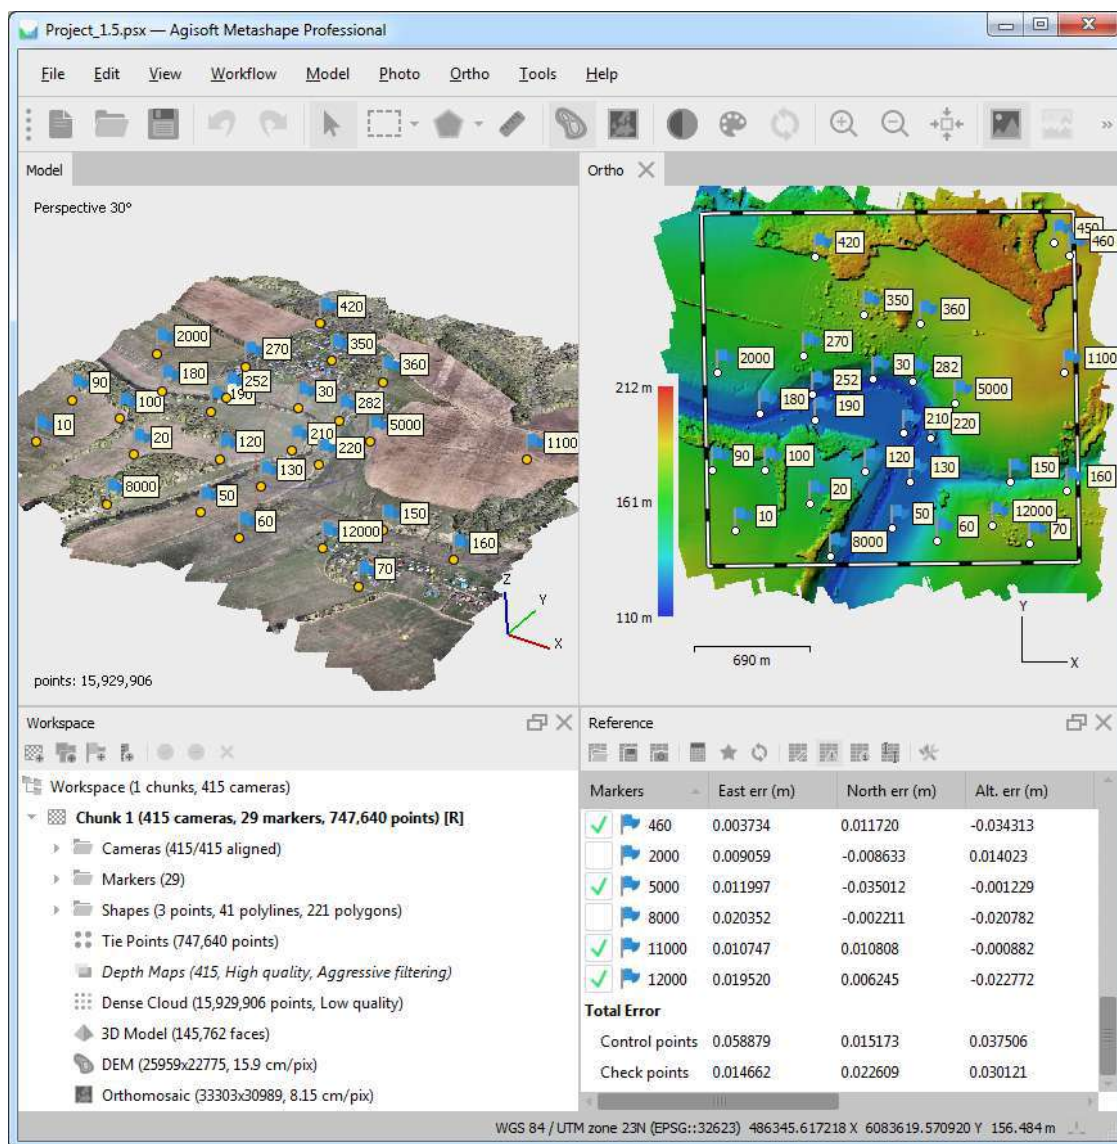 Project_1.5.psx — Agisoft Metashape Professional
File Edit View Workflow Model Photo Ortho Tools Help
»
Model
Perspective 30°
420
2000
270
350
180
360
90
252
190
100
30
282
10
20
120
210
5000
220
1100
130
8000
50
60
150
12000
160
70
Z
Y
X
points: 15,929,906
Ortho
450
460
420
350
360
270
2000
1100
30
282
252
5000
180
190
210
220
90
100
120
130
150
160
20
10
50
60
12000
70
8000
212 m
161 m
110 m
690 m
Y
X
Workspace
Workspace (1 chunks, 415 cameras)
Chunk 1 (415 cameras, 29 markers, 747,640 points) [R]
Cameras (415/415 aligned)
Markers (29)
Shapes (3 points, 41 polylines, 221 polygons)
Tie Points (747,640 points)
Depth Maps (415, High quality, Aggressive filtering)
Dense Cloud (15,929,906 points, Low quality)
3D Model (145,762 faces)
DEM (25959x22775, 15.9 cm/pix)
Orthomosaic (33303x30989, 8.15 cm/pix)
Reference
Markers East err (m) North err (m) Alt. err (m)
460 0.003734 0.011720 -0.034313
2000 0.009059 -0.008633 0.014023
5000 0.011997 -0.035012 -0.001229
8000 0.020352 -0.002211 -0.020782
11000 0.010747 0.010808 -0.000882
12000 0.019520 0.006245 -0.022772
Total Error
Control points 0.058879 0.015173 0.037506
Check points 0.014662 0.022609 0.030121
WGS 84 / UTM zone 23N (EPSG::32623) 486345.617218 X 6083619.570920 Y 156.484 m